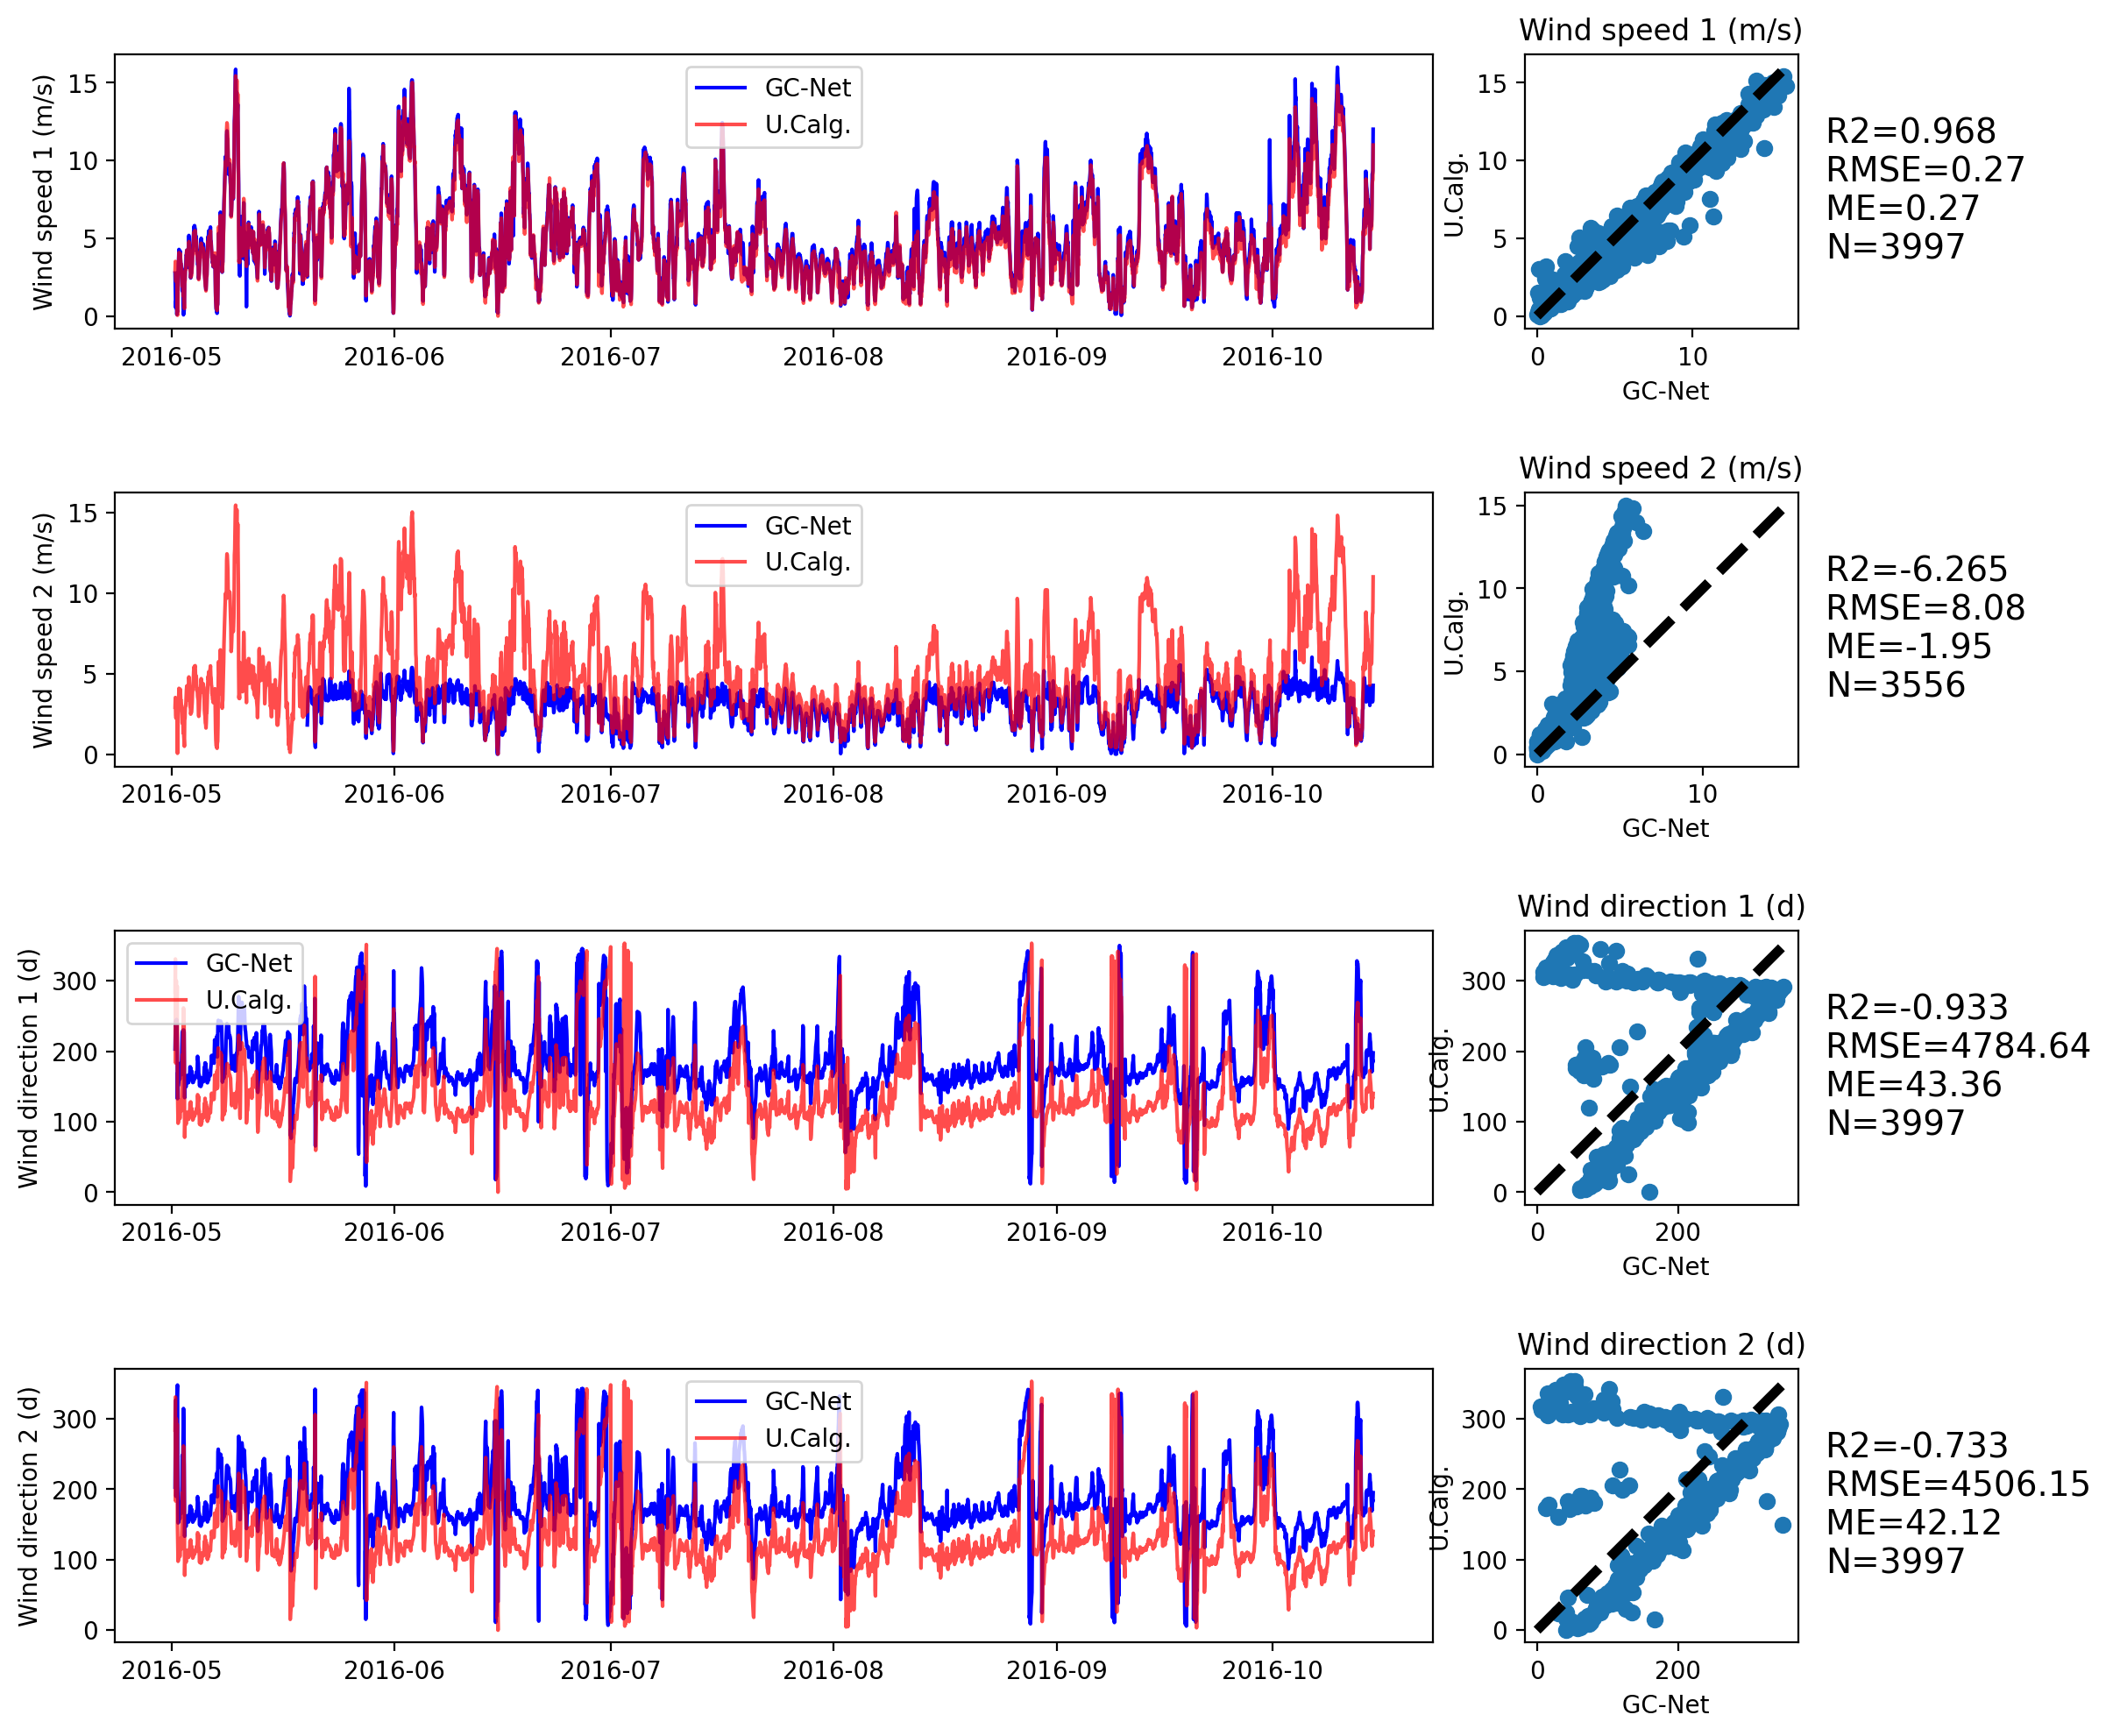 Wind speed 1 (m/s)
15
10
5
0
GC-Net
U.Calg.
2016-05 2016-06 2016-07 2016-08 2016-09 2016-10
Wind speed 1 (m/s)
U.Calg.
15
10
5
0
0 10
GC-Net
R2=0.968
RMSE=0.27
ME=0.27
N=3997
Wind speed 2 (m/s)
15
10
5
0
GC-Net
U.Calg.
2016-05 2016-06 2016-07 2016-08 2016-09 2016-10
Wind speed 2 (m/s)
U.Calg.
15
10
5
0
0 10
GC-Net
R2=-6.265
RMSE=8.08
ME=-1.95
N=3556
Wind direction 1 (d)
300
200
100
0
GC-Net
U.Calg.
2016-05 2016-06 2016-07 2016-08 2016-09 2016-10
Wind direction 1 (d)
U.Calg.
300
200
100
0
0 200
GC-Net
R2=-0.933
RMSE=4784.64
ME=43.36
N=3997
Wind direction 2 (d)
300
200
100
0
GC-Net
U.Calg.
2016-05 2016-06 2016-07 2016-08 2016-09 2016-10
Wind direction 2 (d)
U.Calg.
300
200
100
0
0 200
GC-Net
R2=-0.733
RMSE=4506.15
ME=42.12
N=3997